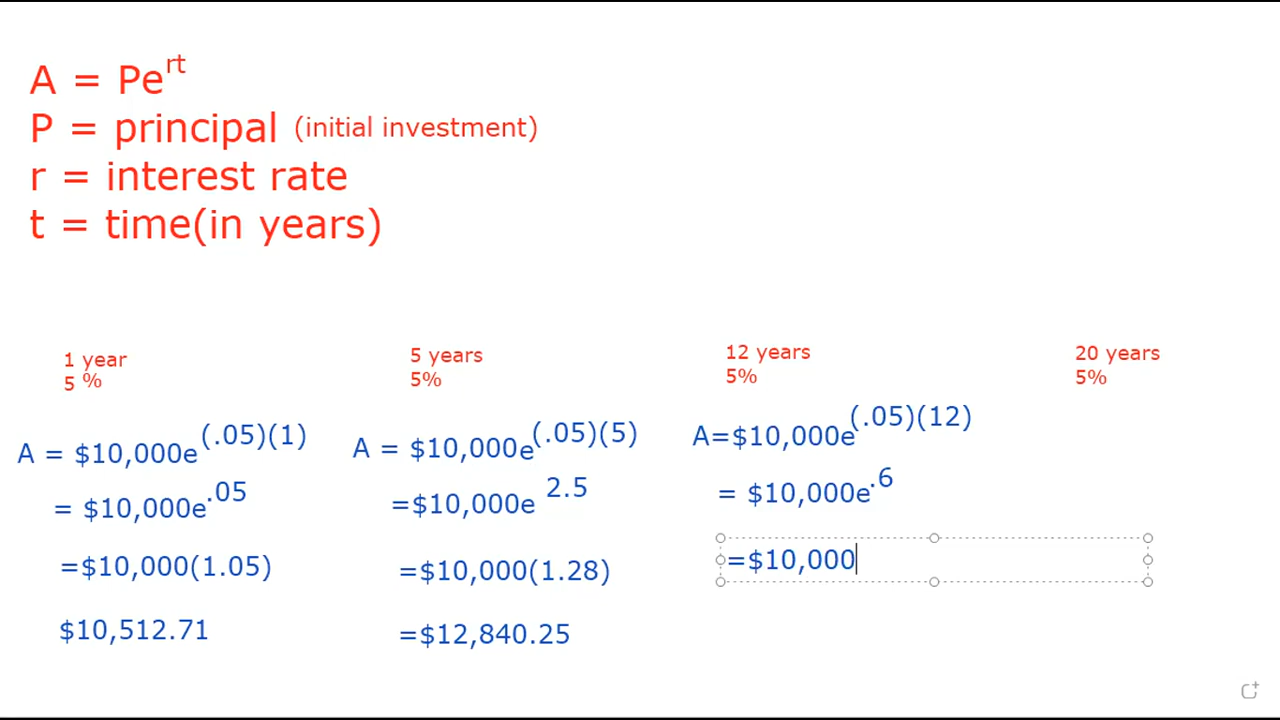 A = Pe^rt
P = principal (initial investment)
r = interest rate
t = time(in years)
1 year
5 %
A = $10,000e^(.05)(1)
= $10,000e^.05
=$10,000(1.05)
$10,512.71
5 years
5%
A = $10,000e^(.05)(5)
=$10,000e^2.5
=$10,000(1.28)
=$12,840.25
12 years
5%
A=$10,000e^(.05)(12)
= $10,000e^.6
=$10,000
20 years
5%